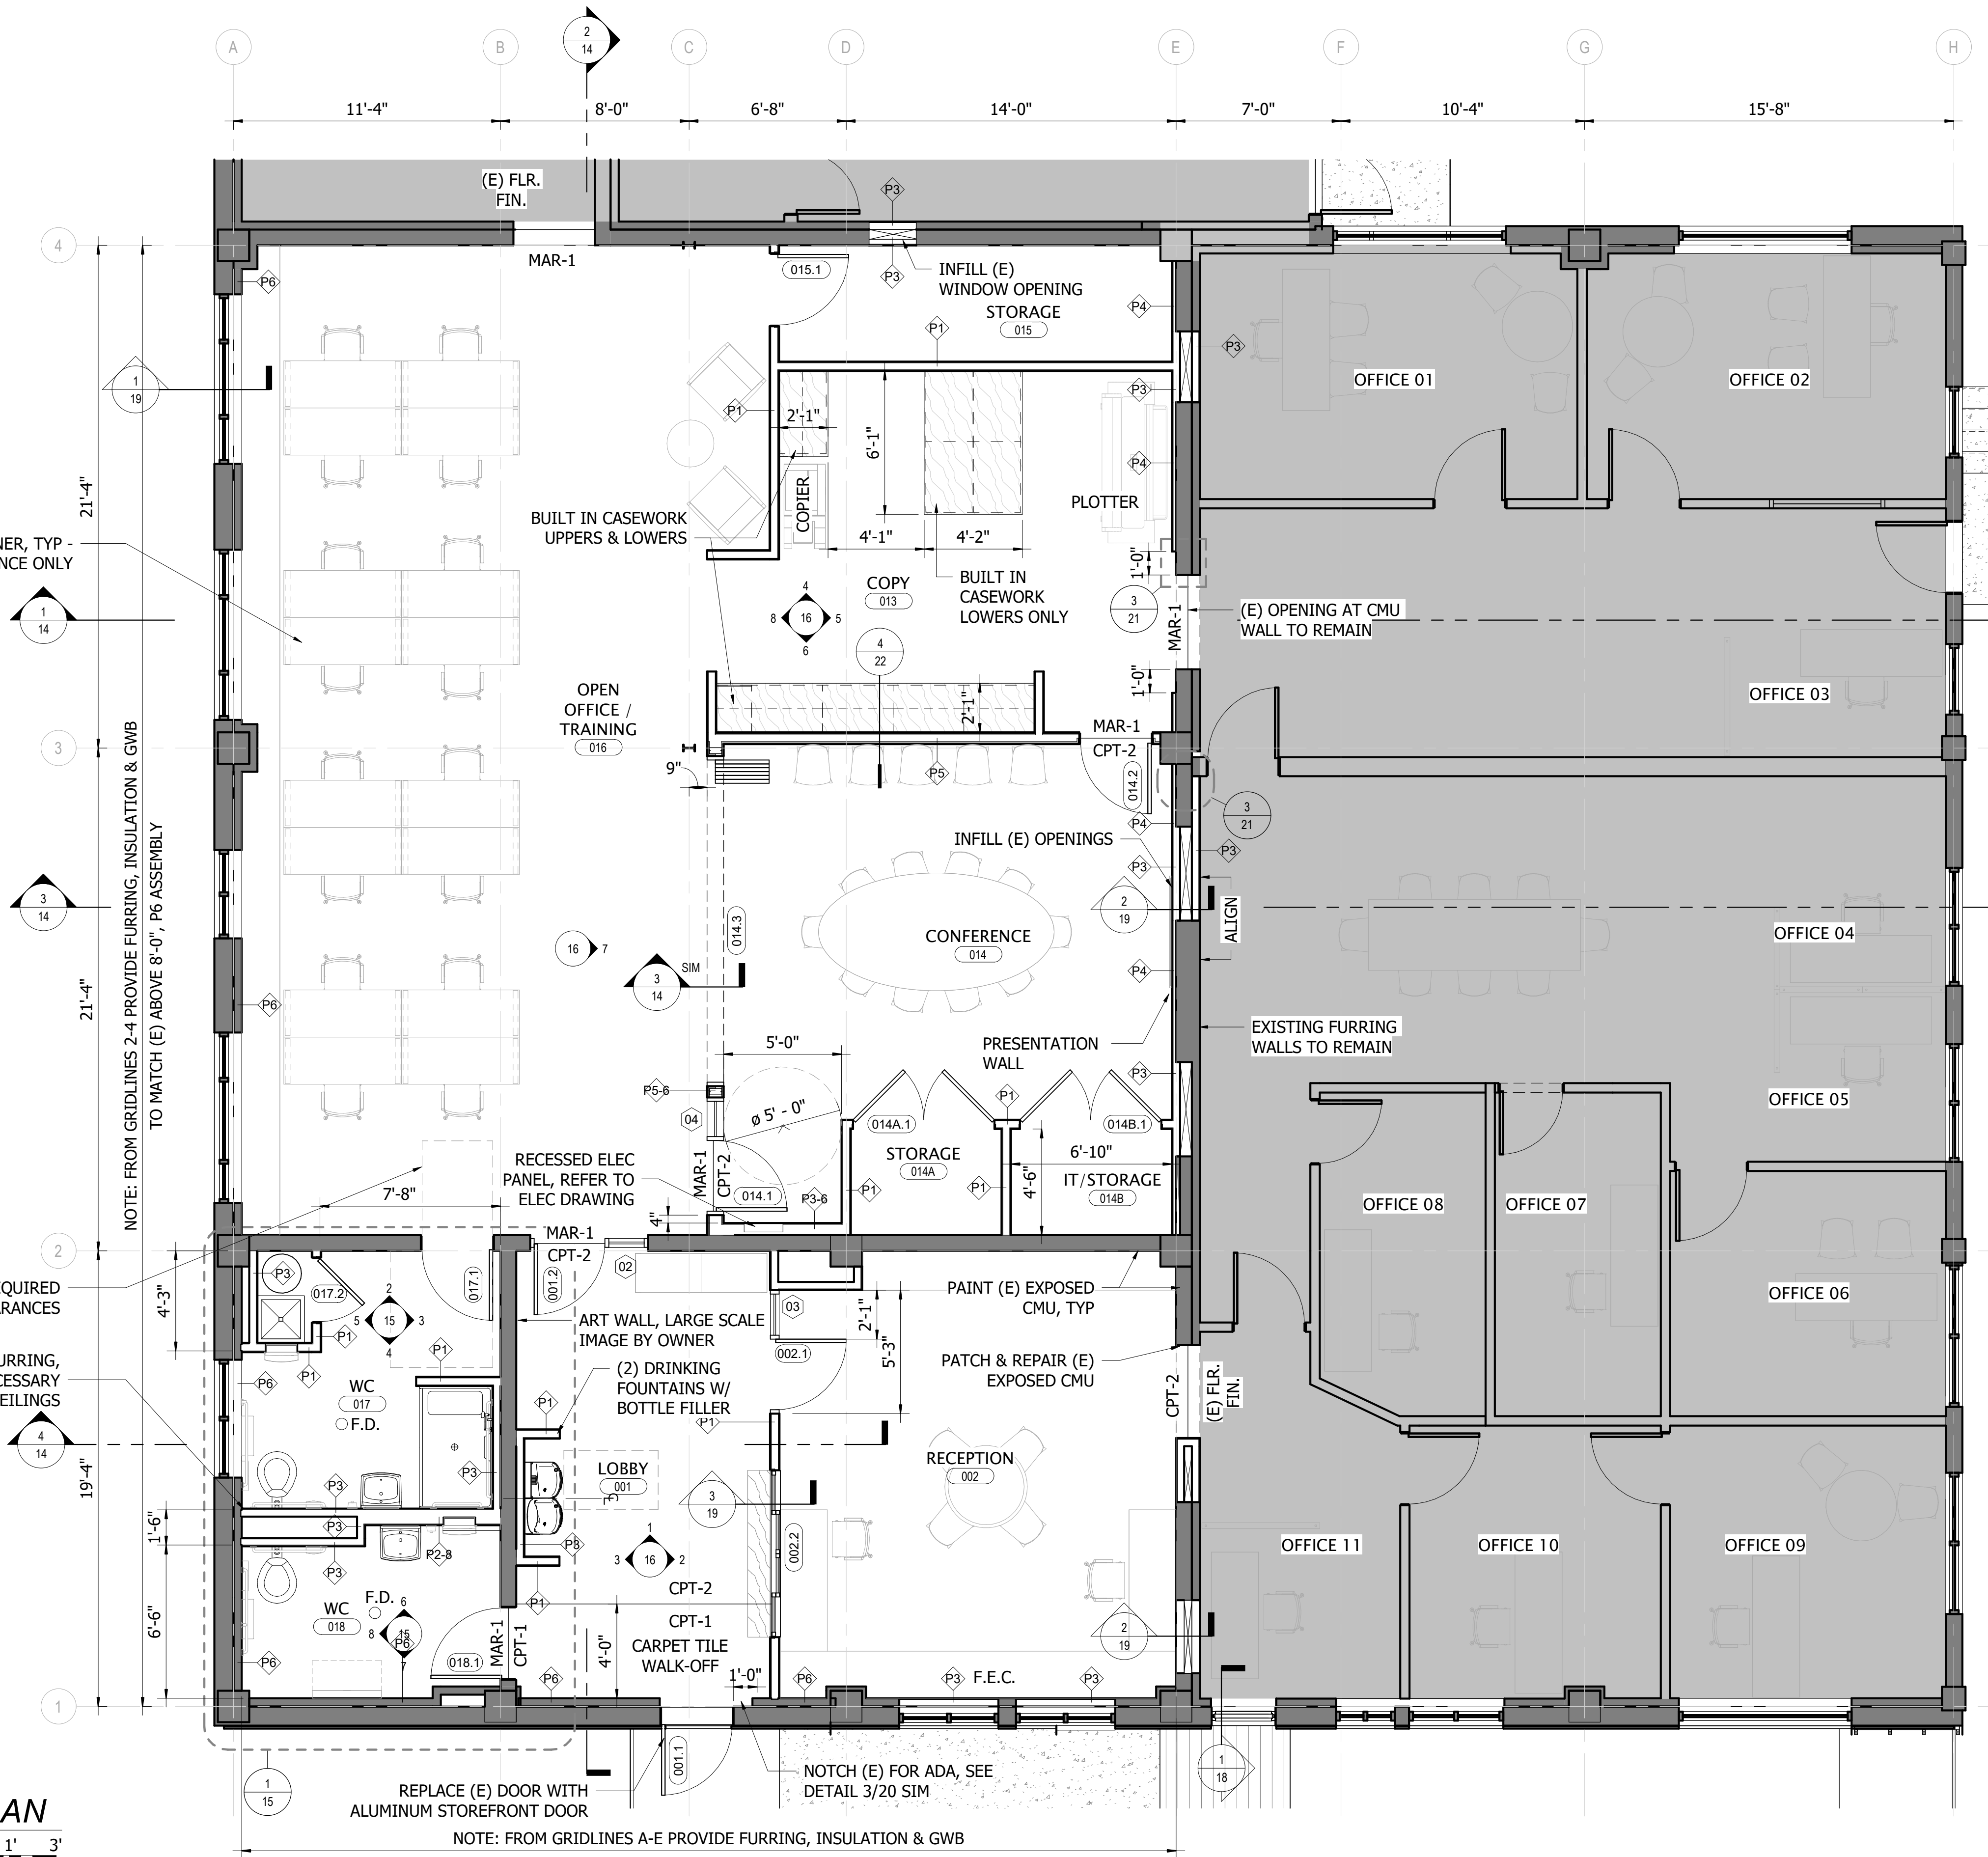 2
14
A
B
C
D
E
F
G
H
11'-4"
8'-0"
6'-8"
14'-0"
7'-0"
10'-4"
15'-8"
(E) FLR.
FIN.
P3
4
MAR-1
015.1
P3
INFILL (E)
WINDOW OPENING
P6
STORAGE
015
P4
P1
P3
1
19
OFFICE 01
OFFICE 02
P1
2'-1"
P3
6'-1"
P4
21'-4"
COPIER
PLOTTER
BUILT IN CASEWORK
UPPERS & LOWERS
4'-1"
4'-2"
NER, TYP -
NCE ONLY
1'-0"
COPY
013
BUILT IN
CASEWORK
LOWERS ONLY
3
21
(E) OPENING AT CMU
WALL TO REMAIN
MAR-1
1
14
4
8
16
5
6
4
22
1'-0"
OPEN
OFFICE /
TRAINING
016
2'-1"
OFFICE 03
MAR-1
CPT-2
3
9"
P5
014.2
3
21
P4
INFILL (E) OPENINGS
P3
P3
NOTE: FROM GRIDLINES 2-4 PROVIDE FURRING, INSULATION & GWB
TO MATCH (E) ABOVE 8'-0", P6 ASSEMBLY
3
14
2
19
ALIGN
014.3
CONFERENCE
014
OFFICE 04
16
7
SIM
3
14
P4
P6
21'-4"
PRESENTATION
WALL
EXISTING FURRING
WALLS TO REMAIN
5'-0"
P3
P5-6
P1
OFFICE 05
04
ø 5' - 0"
014A.1
014B.1
STORAGE
014A
6'-10"
IT/STORAGE
014B
4'-6"
RECESSED ELEC
PANEL, REFER TO
ELEC DRAWING
MAR-1
CPT-2
014.1
P1
P1
P3-6
7'-8"
4"
OFFICE 08
OFFICE 07
MAR-1
CPT-2
2
P3
017.2
017.1
001.2
02
03
OFFICE 06
QUIRED
ARANCES
4'-3"
2
5
15
3
4
PAINT (E) EXPOSED
CMU, TYP
2'-1"
5'-3"
ART WALL, LARGE SCALE
IMAGE BY OWNER
P1
P1
002.1
URRING,
CESSARY
EILINGS
P1
PATCH & REPAIR (E)
EXPOSED CMU
(2) DRINKING
FOUNTAINS W/
BOTTLE FILLER
P6
WC
017
F.D.
P1
P1
CPT-2
(E) FLR.
FIN.
4
14
RECEPTION
002
P3
LOBBY
001
P3
3
19
19'-4"
1'-6"
P3
P2-8
P3
P3
1
3
16
2
002.2
OFFICE 11
OFFICE 10
OFFICE 09
CPT-2
CPT-1
F.D.
WC
018
6
8
15
P6
7
P1
6'-6"
MAR-1
CPT-1
4'-0"
CARPET TILE
WALK-OFF
2
19
P6
018.1
P6
1'-0"
P6
P3
F.E.C.
P3
1
1
15
001.1
REPLACE (E) DOOR WITH
ALUMINUM STOREFRONT DOOR
NOTCH (E) FOR ADA, SEE
DETAIL 3/20 SIM
1
18
NOTE: FROM GRIDLINES A-E PROVIDE FURRING, INSULATION & GWB
AN
1' 3'